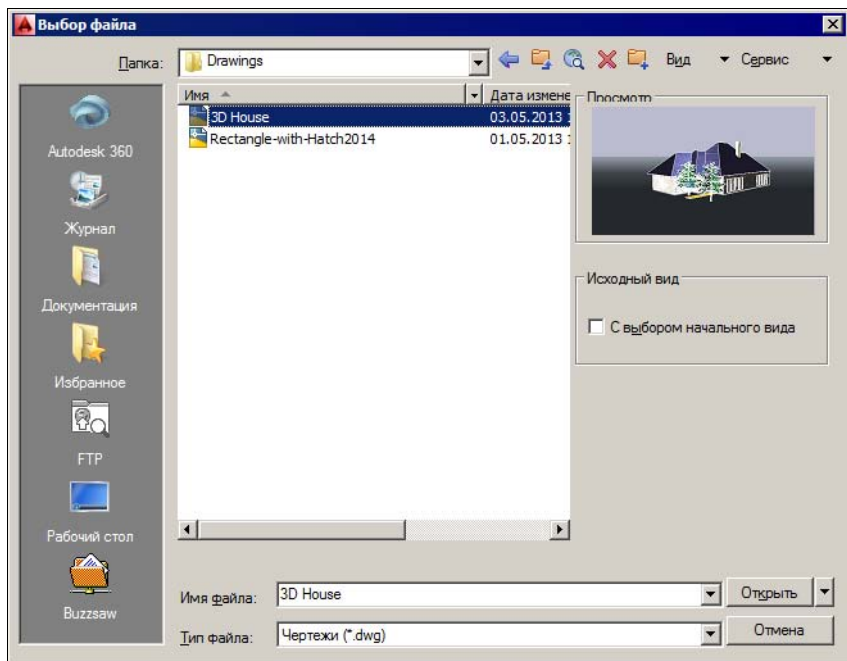 Выбор файла
Папка: Drawings Вид Сервис
Имя Дата измене
3D House 03.05.2013
Rectangle-with-Hatch2014 01.05.2013
Просмотр
Autodesk 360
Журнал
Документация
Избранное
FTP
Рабочий стол
Buzzsaw
Исходный вид
С выбором начального вида
Имя файла: 3D House Открыть
Тип файла: Чертежи (*.dwg) Отмена